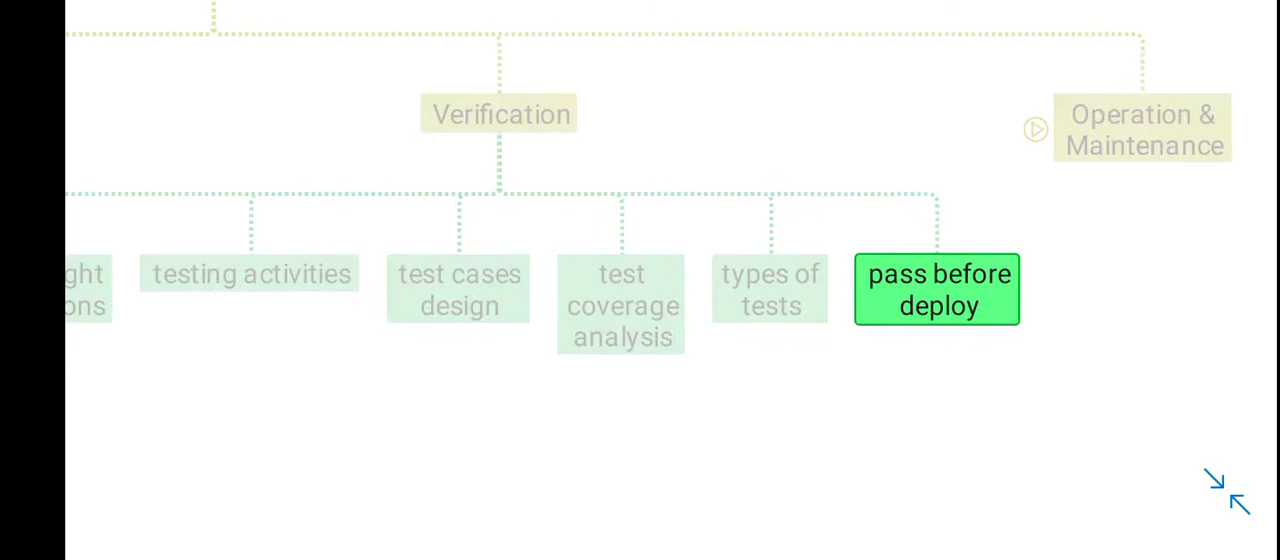 Verification
Operation &
Maintenance
testing activities
test cases
design
test
coverage
analysis
types of
tests
pass before
deploy